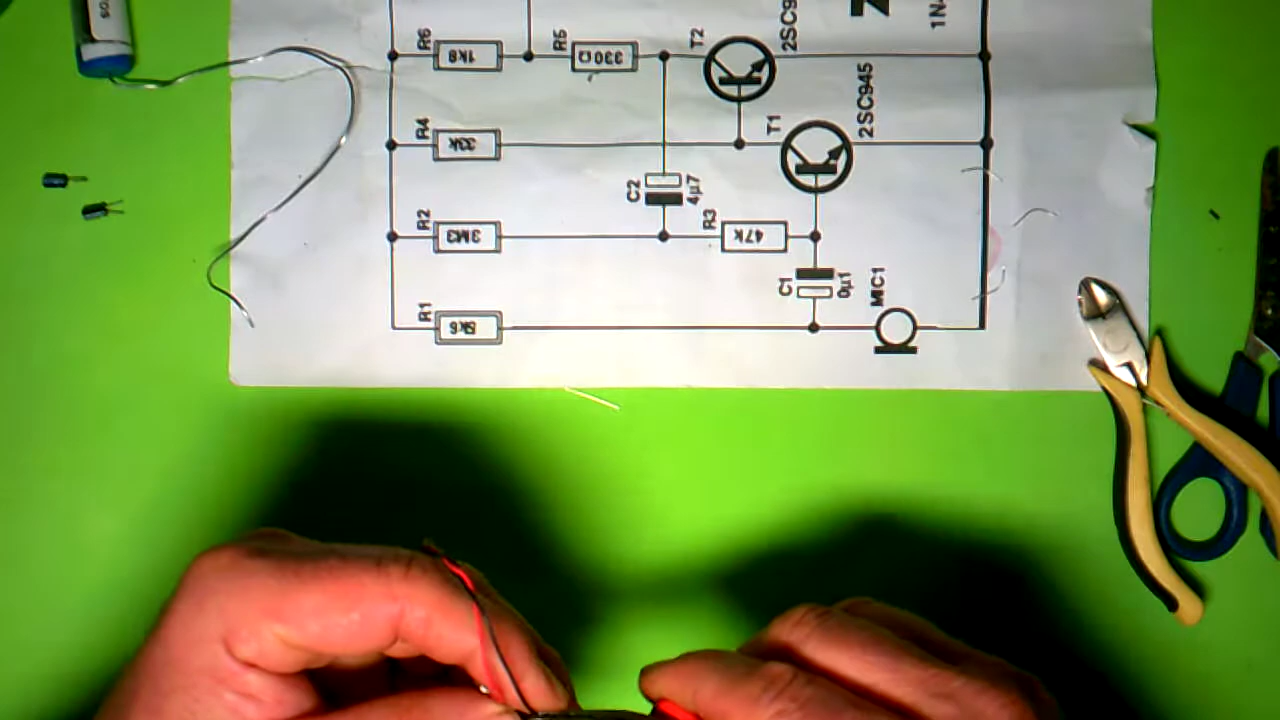 R6
1k8
R5
330Ω
T2
2SC9
1N4
R4
33k
T1
2SC945
C2
4µ7
R2
3M3
R3
47k
C1
0µ1
MIC1
R1
5k6